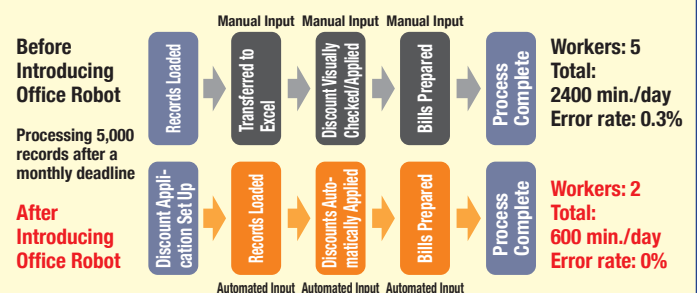 Manual Input Manual Input Manual Input
Before
Introducing
Office Robot
Records Loaded
Transferred to
Excel
Discount Visually
Checked/Applied
Bills Prepared
Process
Complete
Workers: 5
Total:
2400 min./day
Error rate: 0.3%
Processing 5,000
records after a
monthly deadline
After
Introducing
Office Robot
Discount Appli-
cation Set Up
Records Loaded
Discounts Auto-
matically Applied
Bills Prepared
Process
Complete
Workers: 2
Total:
600 min./day
Error rate: 0%
Automated Input Automated Input Automated Input